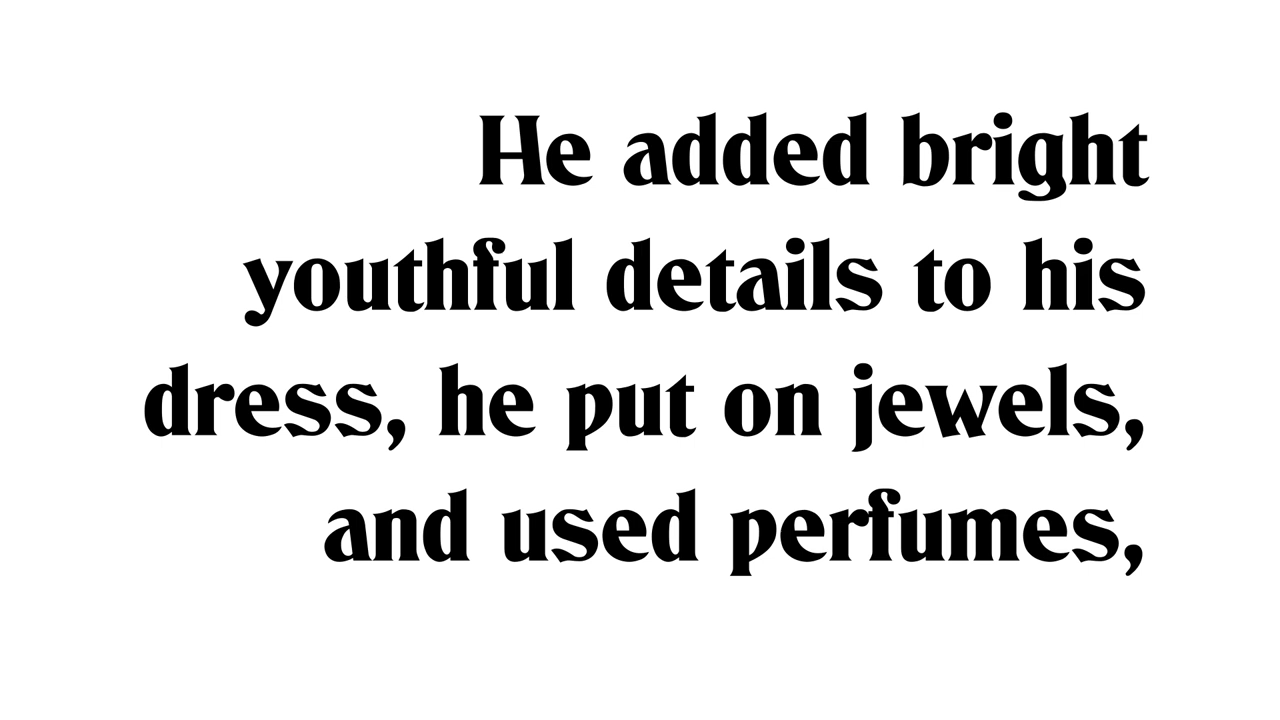 He added bright
youthful details to his
dress, he put on jewels,
and used perfumes,